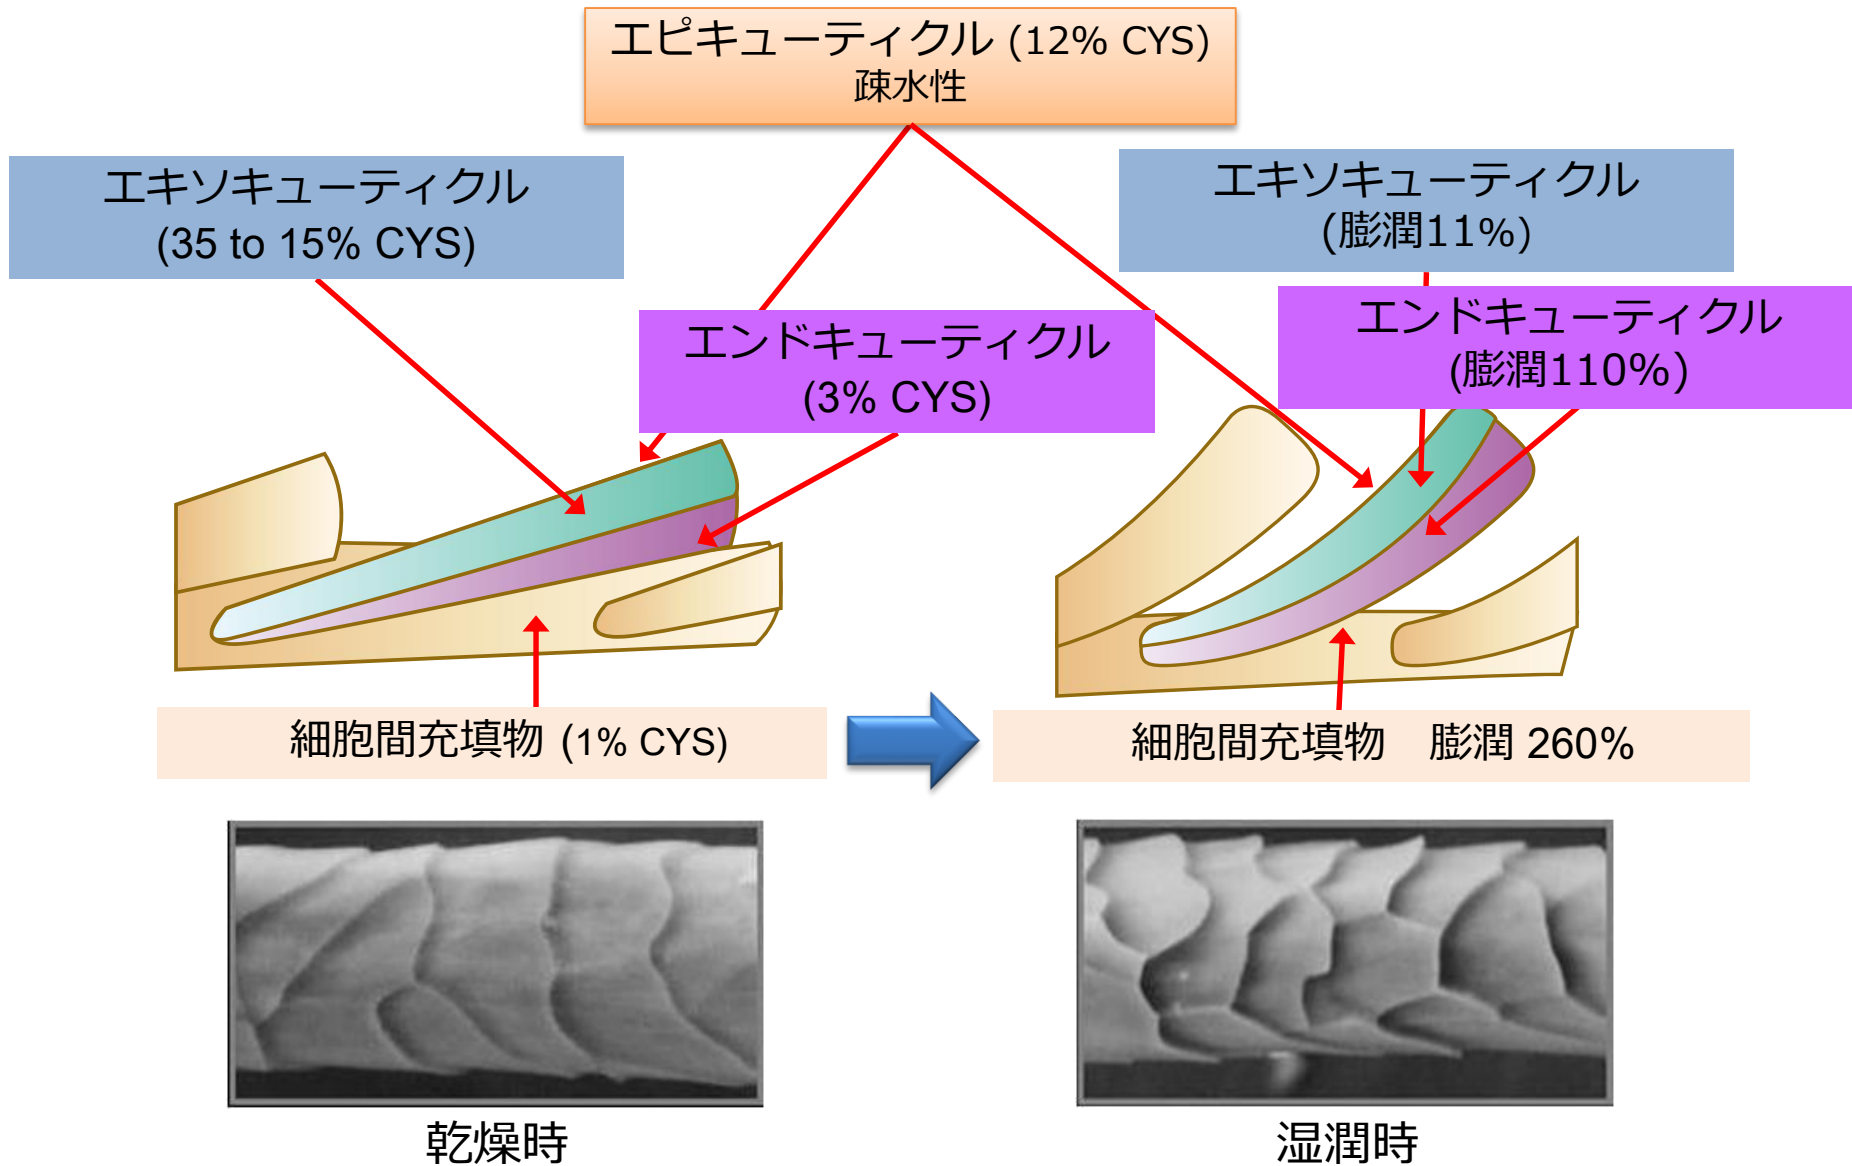 エピキューティクル (12% CYS)
疎水性
エキソキューティクル
(35 to 15% CYS)
エキソキューティクル
(膨潤11%)
エンドキューティクル
(3% CYS)
エンドキューティクル
(膨潤110%)
細胞間充填物 (1% CYS)
細胞間充填物　膨潤 260%
乾燥時
湿潤時